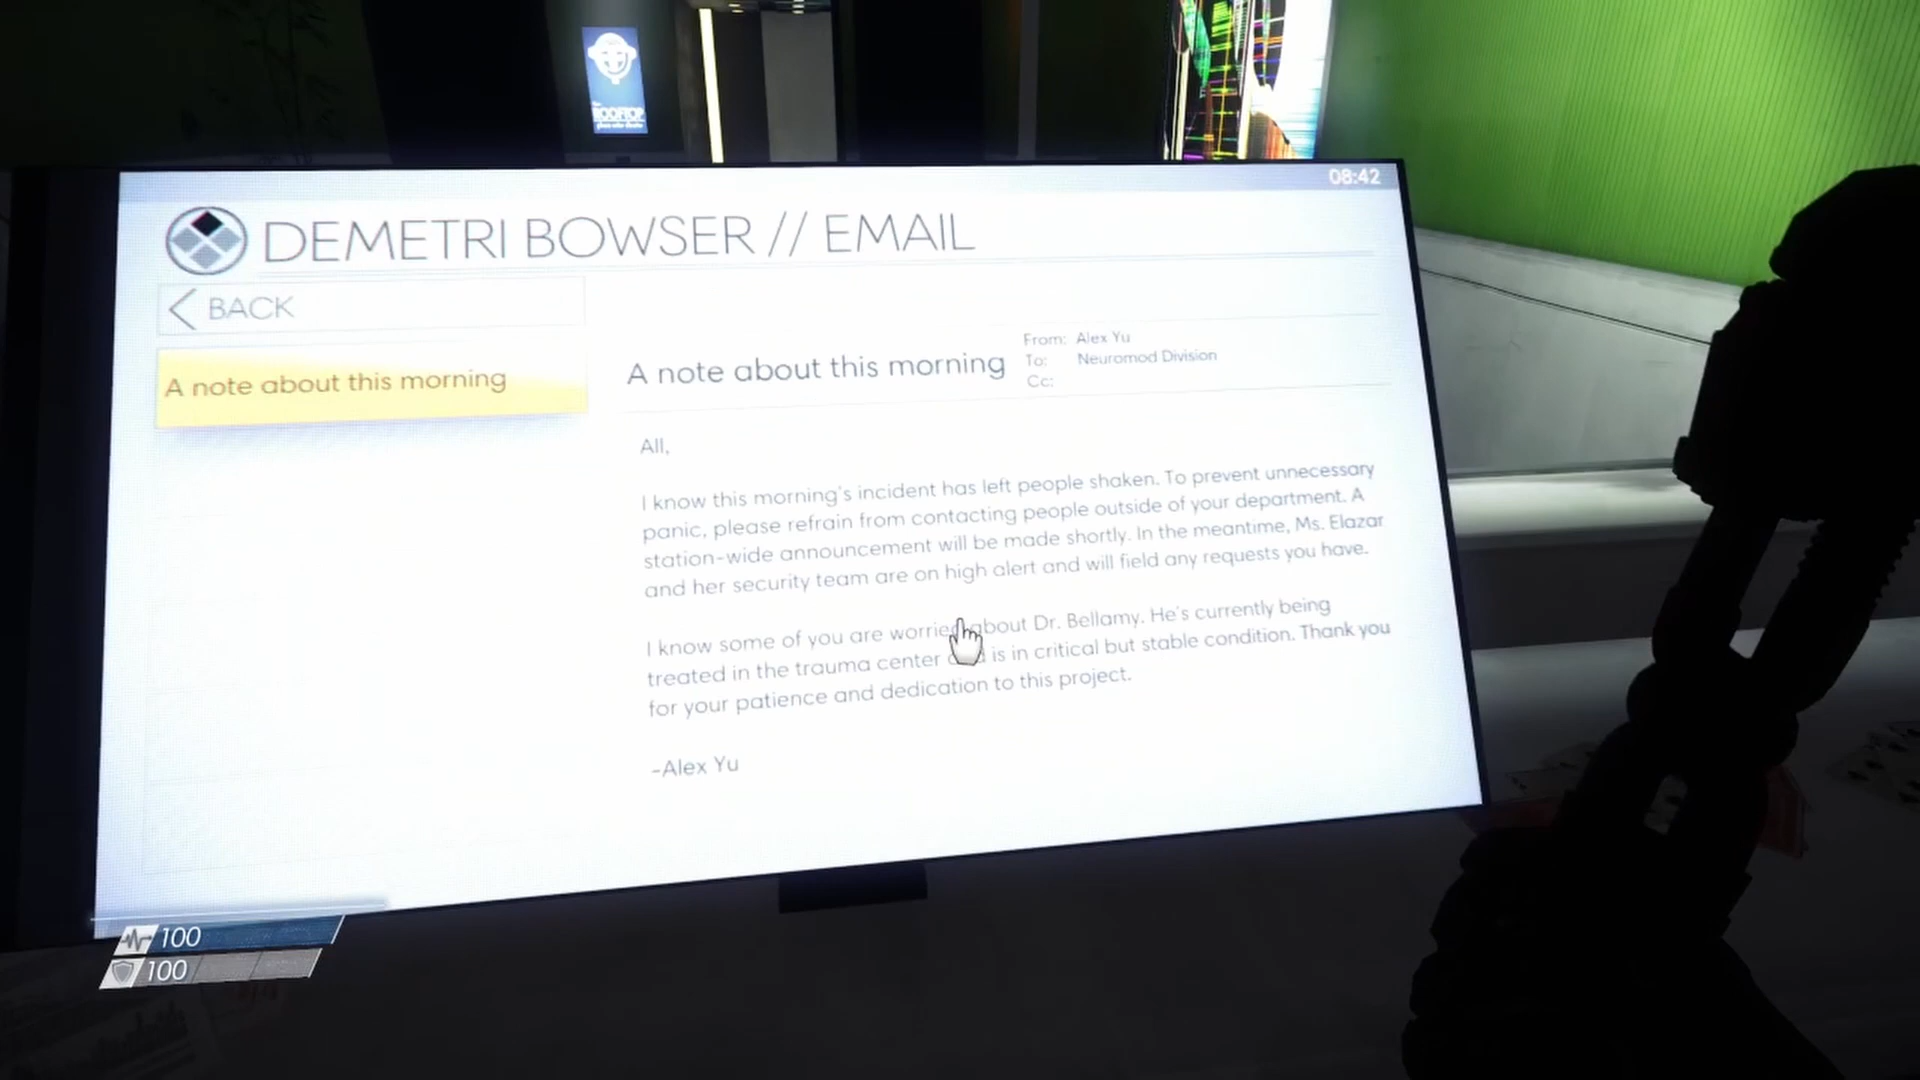 ROOFTOP
08:42
DEMETRI BOWSER // EMAIL
BACK
A note about this morning
A note about this morning
From: Alex Yu
To: Neuromod Division
Cc:
All,
I know this morning's incident has left people shaken. To prevent unnecessary
panic, please refrain from contacting people outside of your department. A
station-wide announcement will be made shortly. In the meantime, Ms. Elazar
and her security team are on high alert and will field any requests you have.
I know some of you are worried about Dr. Bellamy. He's currently being
treated in the trauma center is in critical but stable condition. Thank you
for your patience and dedication to this project.
-Alex Yu
100
100